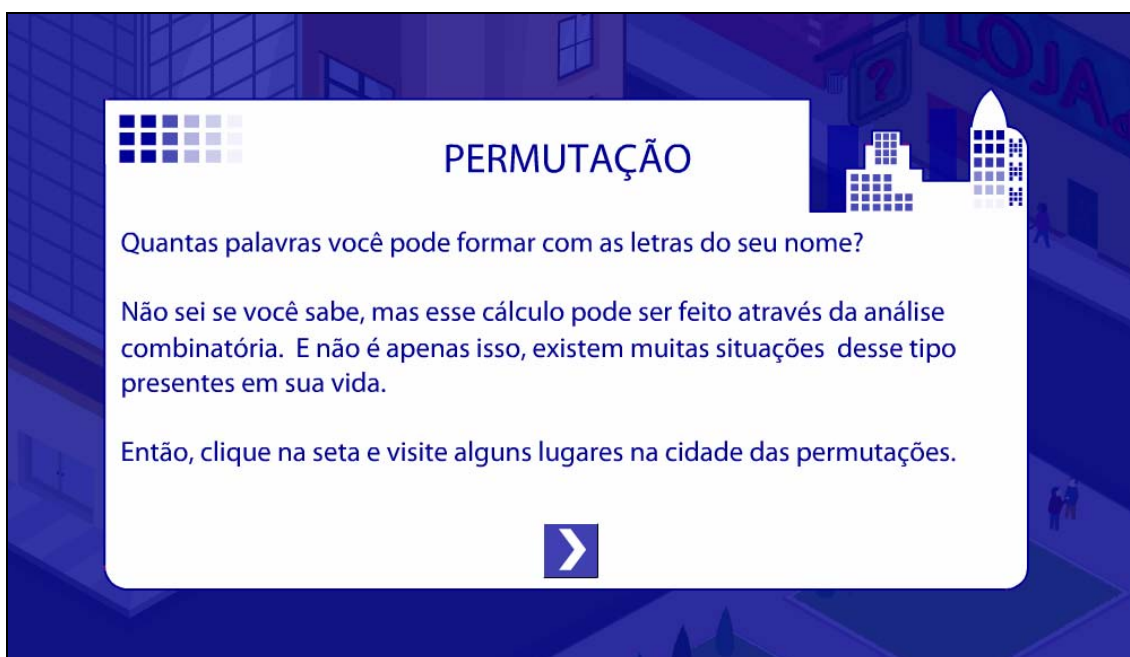 LOJA
?
PERMUTAÇÃO
Quantas palavras você pode formar com as letras do seu nome?
Não sei se você sabe, mas esse cálculo pode ser feito através da análise
combinatória. E não é apenas isso, existem muitas situações desse tipo
presentes em sua vida.
Então, clique na seta e visite alguns lugares na cidade das permutações.